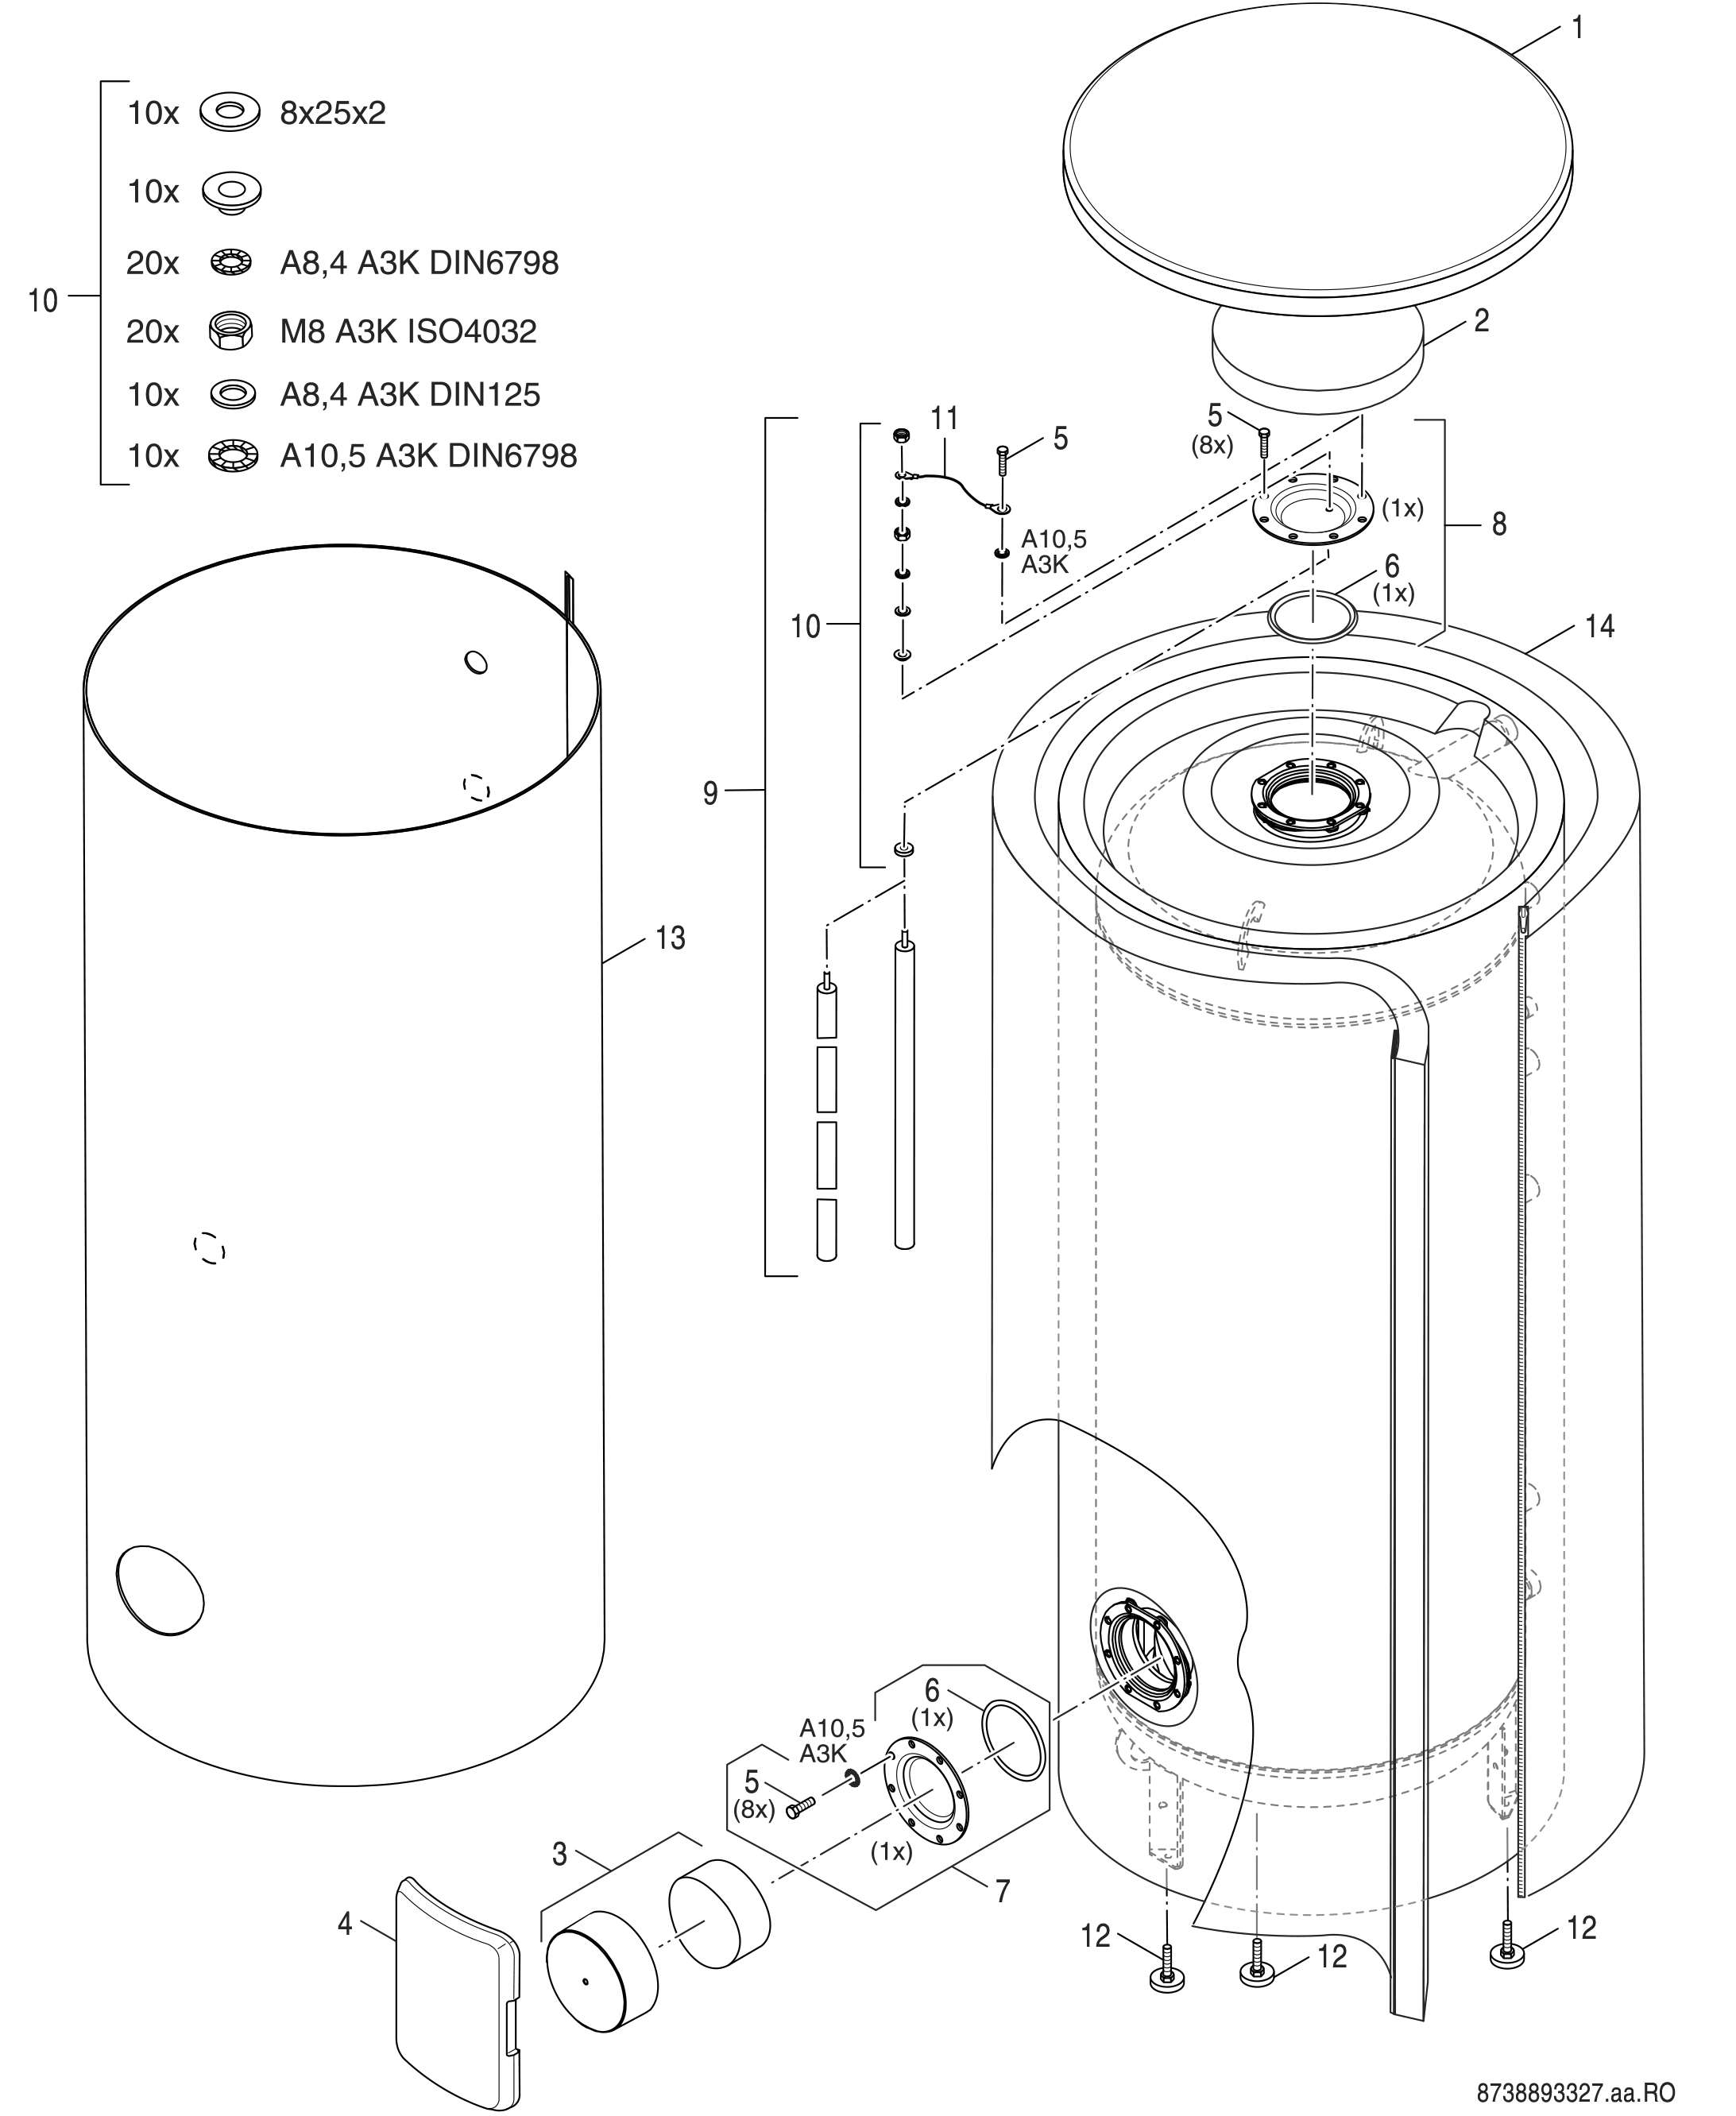 1
10x 8x25x2
10x
20x A8,4 A3K DIN6798
10
20x M8 A3K ISO4032
2
10x A8,4 A3K DIN125
10x A10,5 A3K DIN6798
11
5
5
(8x)
(1x)
8
A10,5
A3K
6
(1x)
10
14
9
13
6
(1x)
A10,5
A3K
5
(8x)
(1x)
3
7
4
12
12
12
8738893327.aa.RO